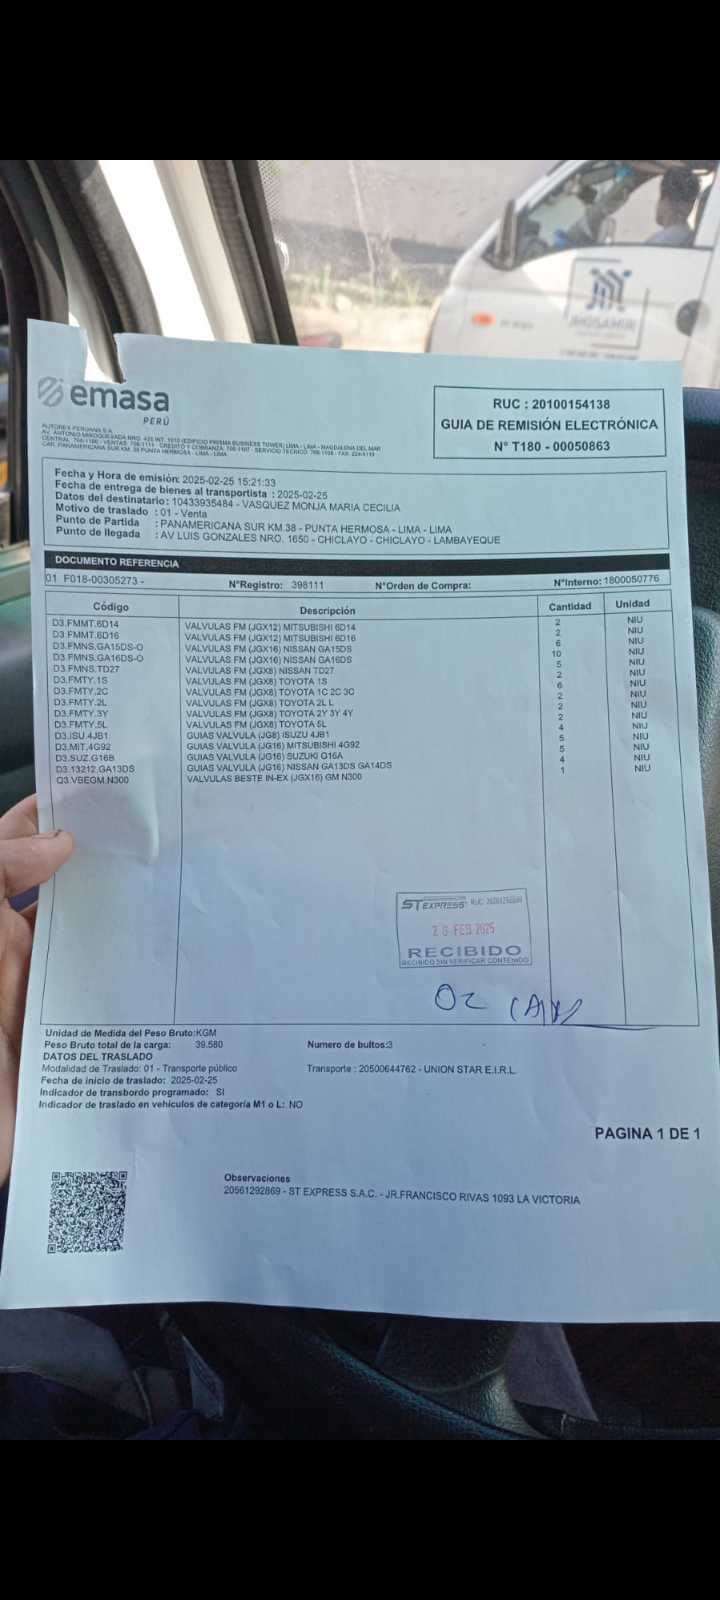 emasa
PERÚ
AUTOREX PERUANA S.A.
RUC : 20100154138
GUIA DE REMISIÓN ELECTRÓNICA
N° T180 - 00050863
Fecha y Hora de emisión: 2025-02-25 15:21:33
Fecha de entrega de bienes al transportista : 2025-02-25
Datos del destinatario : 10433935484 - VASQUEZ MONJA MARIA CECILIA
Motivo de traslado : 01 - Venta
Punto de Partida : PANAMERICANA SUR KM.38 - PUNTA HERMOSA - LIMA - LIMA
Punto de llegada : AV LUIS GONZALES NRO. 1650 - CHICLAYO - CHICLAYO - LAMBAYEQUE
DOCUMENTO REFERENCIA
01 F018-00305273 - N°Registro: 398111 N°Orden de Compra: N°Interno: 1800050776
Código Descripción Cantidad Unidad
D3.FMMT.6D14 VALVULAS FM (JGX12) MITSUBISHI 6D14 2 NIU
D3.FMMT.6D16 VALVULAS FM (JGX12) MITSUBISHI 6D16 2 NIU
D3.FMNS.GA15DS-O VALVULAS FM (JGX16) NISSAN GA15DS 6 NIU
D3.FMNS.GA16DS-O VALVULAS FM (JGX16) NISSAN GA16DS 10 NIU
D3.FMNS.TD27 VALVULAS FM (JGX8) NISSAN TD27 5 NIU
D3.FMTY.1S VALVULAS FM (JGX8) TOYOTA 1S 2 NIU
D3.FMTY.2C VALVULAS FM (JGX8) TOYOTA 1C 2C 3C 6 NIU
D3.FMTY.2L VALVULAS FM (JGX8) TOYOTA 2L L 2 NIU
D3.FMTY.3Y VALVULAS FM (JGX8) TOYOTA 2Y 3Y 4Y 2 NIU
D3.FMTY.5L VALVULAS FM (JGX8) TOYOTA 5L 2 NIU
D3.ISU.4JB1 GUIAS VALVULA (JG8) ISUZU 4JB1 4 NIU
D3.MIT.4G92 GUIAS VALVULA (JG16) MITSUBISHI 4G92 5 NIU
D3.SUZ.G16B GUIAS VALVULA (JG16) SUZUKI G16A 5 NIU
D3.13212.GA13DS GUIAS VALVULA (JG16) NISSAN GA13DS GA14DS 4 NIU
Q3.VBEGM.N300 VALVULAS BESTE IN-EX (JGX16) GM N300 1 NIU
ST EXPRESS RUC
FEB 2025
RECIBIDO
RECIBIDO SIN VERIFICAR CONTENIDO
02
Unidad de Medida del Peso Bruto:KGM
Peso Bruto total de la carga: 39.580 Numero de bultos:3
DATOS DEL TRASLADO
Modalidad de Traslado: 01 - Transporte público Transporte : 20500644762 - UNION STAR E.I.R.L.
Fecha de inicio de traslado: 2025-02-25
Indicador de transbordo programado: SI
Indicador de traslado en vehículos de categoría M1 o L: NO
PAGINA 1 DE 1
Observaciones
20561292869 - ST EXPRESS S.A.C. - JR.FRANCISCO RIVAS 1093 LA VICTORIA
JHOSAMIR